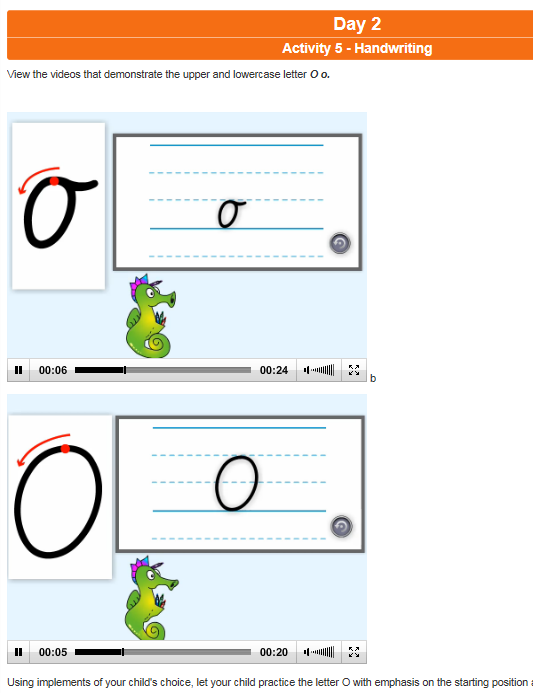 Day 2
Activity 5 - Handwriting
View the videos that demonstrate the upper and lowercase letter O o.
o
o
00:06 00:24
b
O
O
00:05 00:20
Using implements of your child's choice, let your child practice the letter O with emphasis on the starting position a